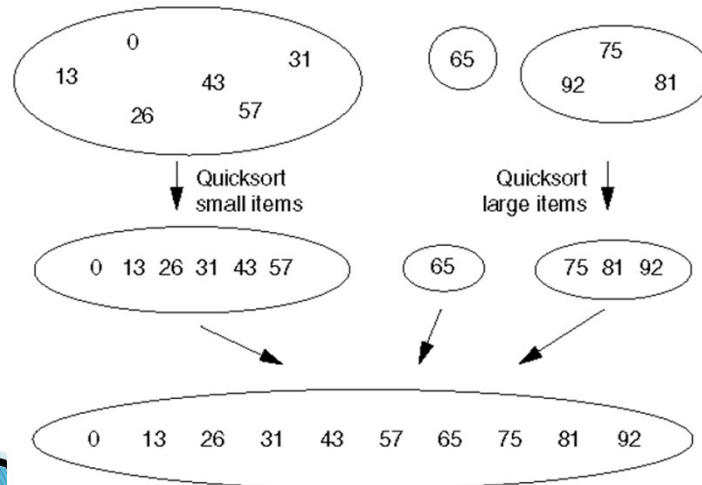 0
31
65
75
13
43
92
81
26
57
Quicksort
small items
Quicksort
large items
0 13 26 31 43 57
65
75 81 92
0 13 26 31 43 57 65 75 81 92